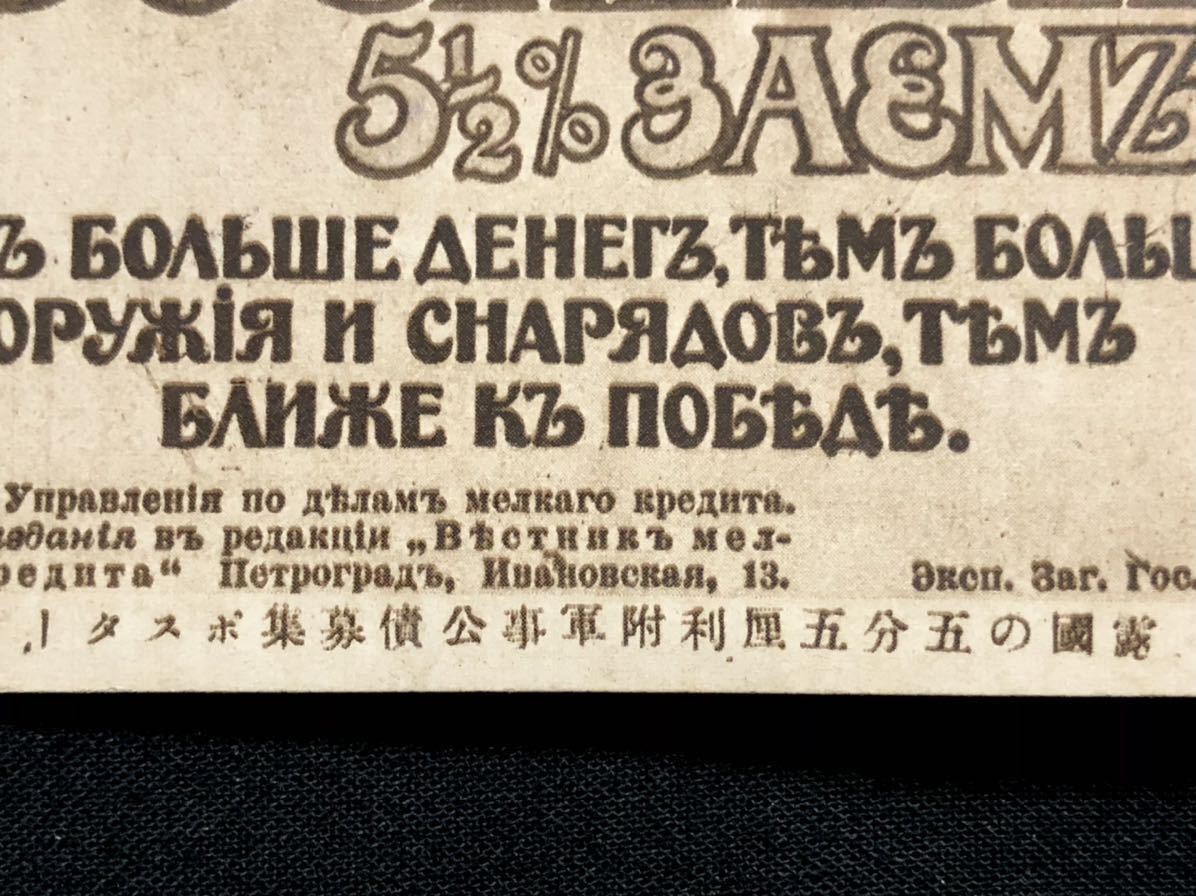 5½% ЗАЕМЪ
Ъ БОЛЬШЕ ДЕНЕГЪ, ТѢМЪ БОЛЬШ
ОРУЖІЯ И СНАРЯДОВЪ, ТѢМЪ
БЛИЖЕ КЪ ПОБѢДѢ.
Управленія по дѣламъ мелкаго кредита.
зданія въ редакціи „Вѣстникъ мел-
редита“ Петроградъ, Ивановская, 13.
Эксп. Заг. Гос.
露國の五分五厘利附軍事公債募集ポスター